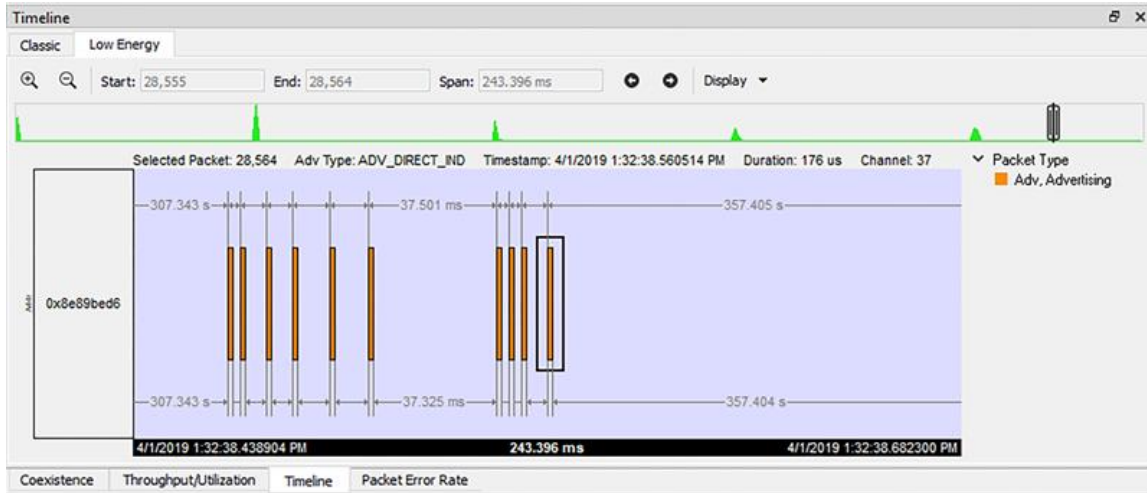 Timeline
Classic Low Energy
Start: 28,555 End: 28,564 Span: 243.396 ms Display
Selected Packet: 28,564 Adv Type: ADV_DIRECT_IND Timestamp: 4/1/2019 1:32:38.560514 PM Duration: 176 us Channel: 37
Packet Type
Adv, Advertising
307.343 s 37.501 ms 357.405 s
0x8e89bed6
307.343 s 37.325 ms 357.404 s
4/1/2019 1:32:38.438904 PM 243.396 ms 4/1/2019 1:32:38.682300 PM
Coexistence Throughput/Utilization Timeline Packet Error Rate